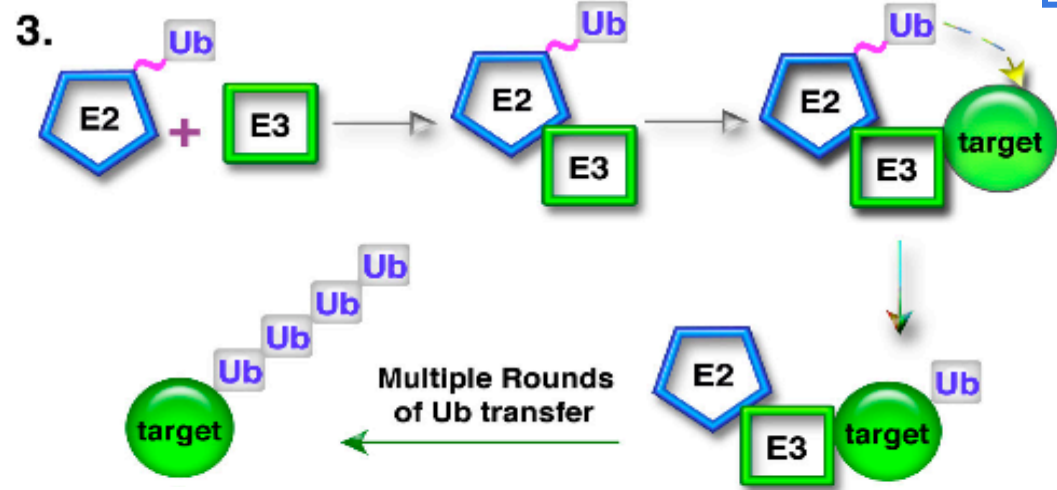 3.
Ub
E2
+
E3
Ub
E2
E3
Ub
E2
E3
target
Ub
Ub
Ub
Ub
target
Multiple Rounds
of Ub transfer
E2
E3
target
Ub